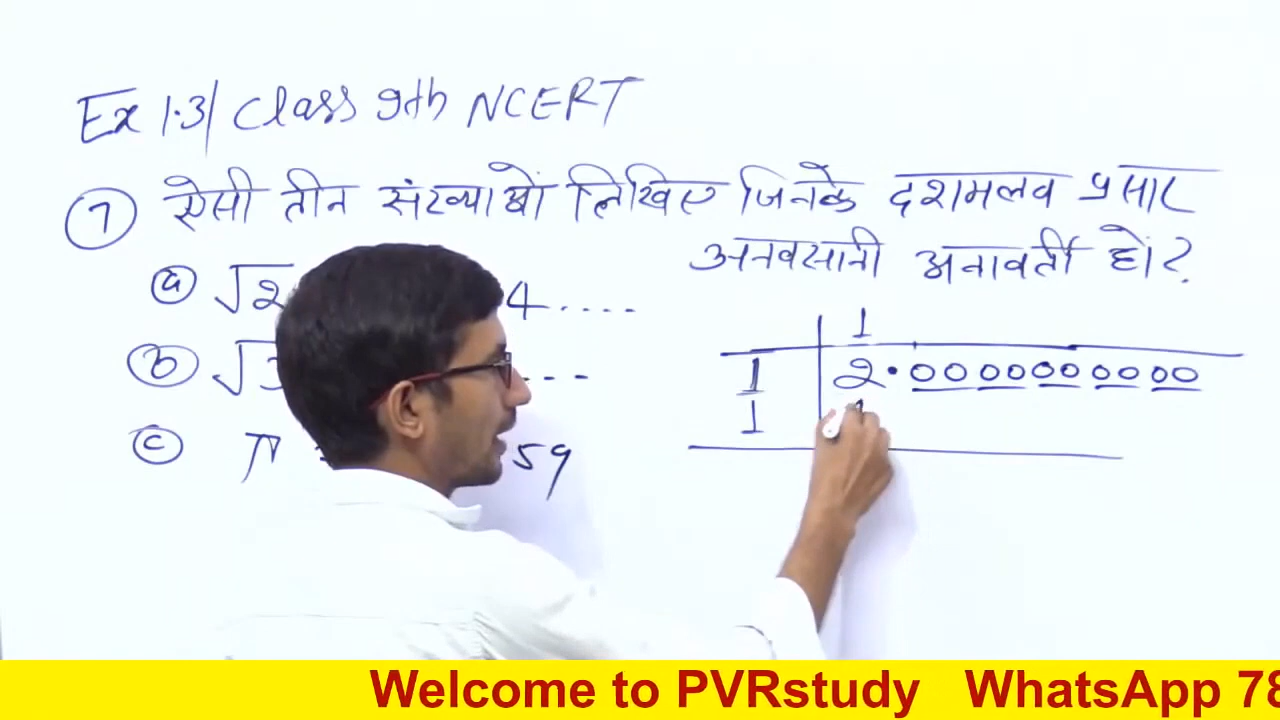 Ex 1.3/ Class 9th NCERT
7 ऐसी तीन संख्याओं लिखिए जिनके दशमलव प्रसार
अनवसानी अनावर्ती हों?
a √2 4.....
b √3 ---
c π 59
1
1 2.0000000000
1
Welcome to PVRstudy WhatsApp 78